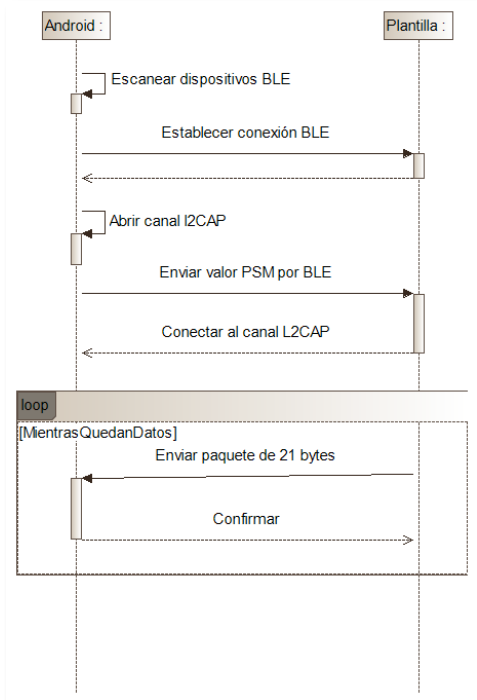 Android :
Plantilla :
Escanear dispositivos BLE
Establecer conexión BLE
Abrir canal l2CAP
Enviar valor PSM por BLE
Conectar al canal L2CAP
loop
[MientrasQuedanDatos]
Enviar paquete de 21 bytes
Confirmar